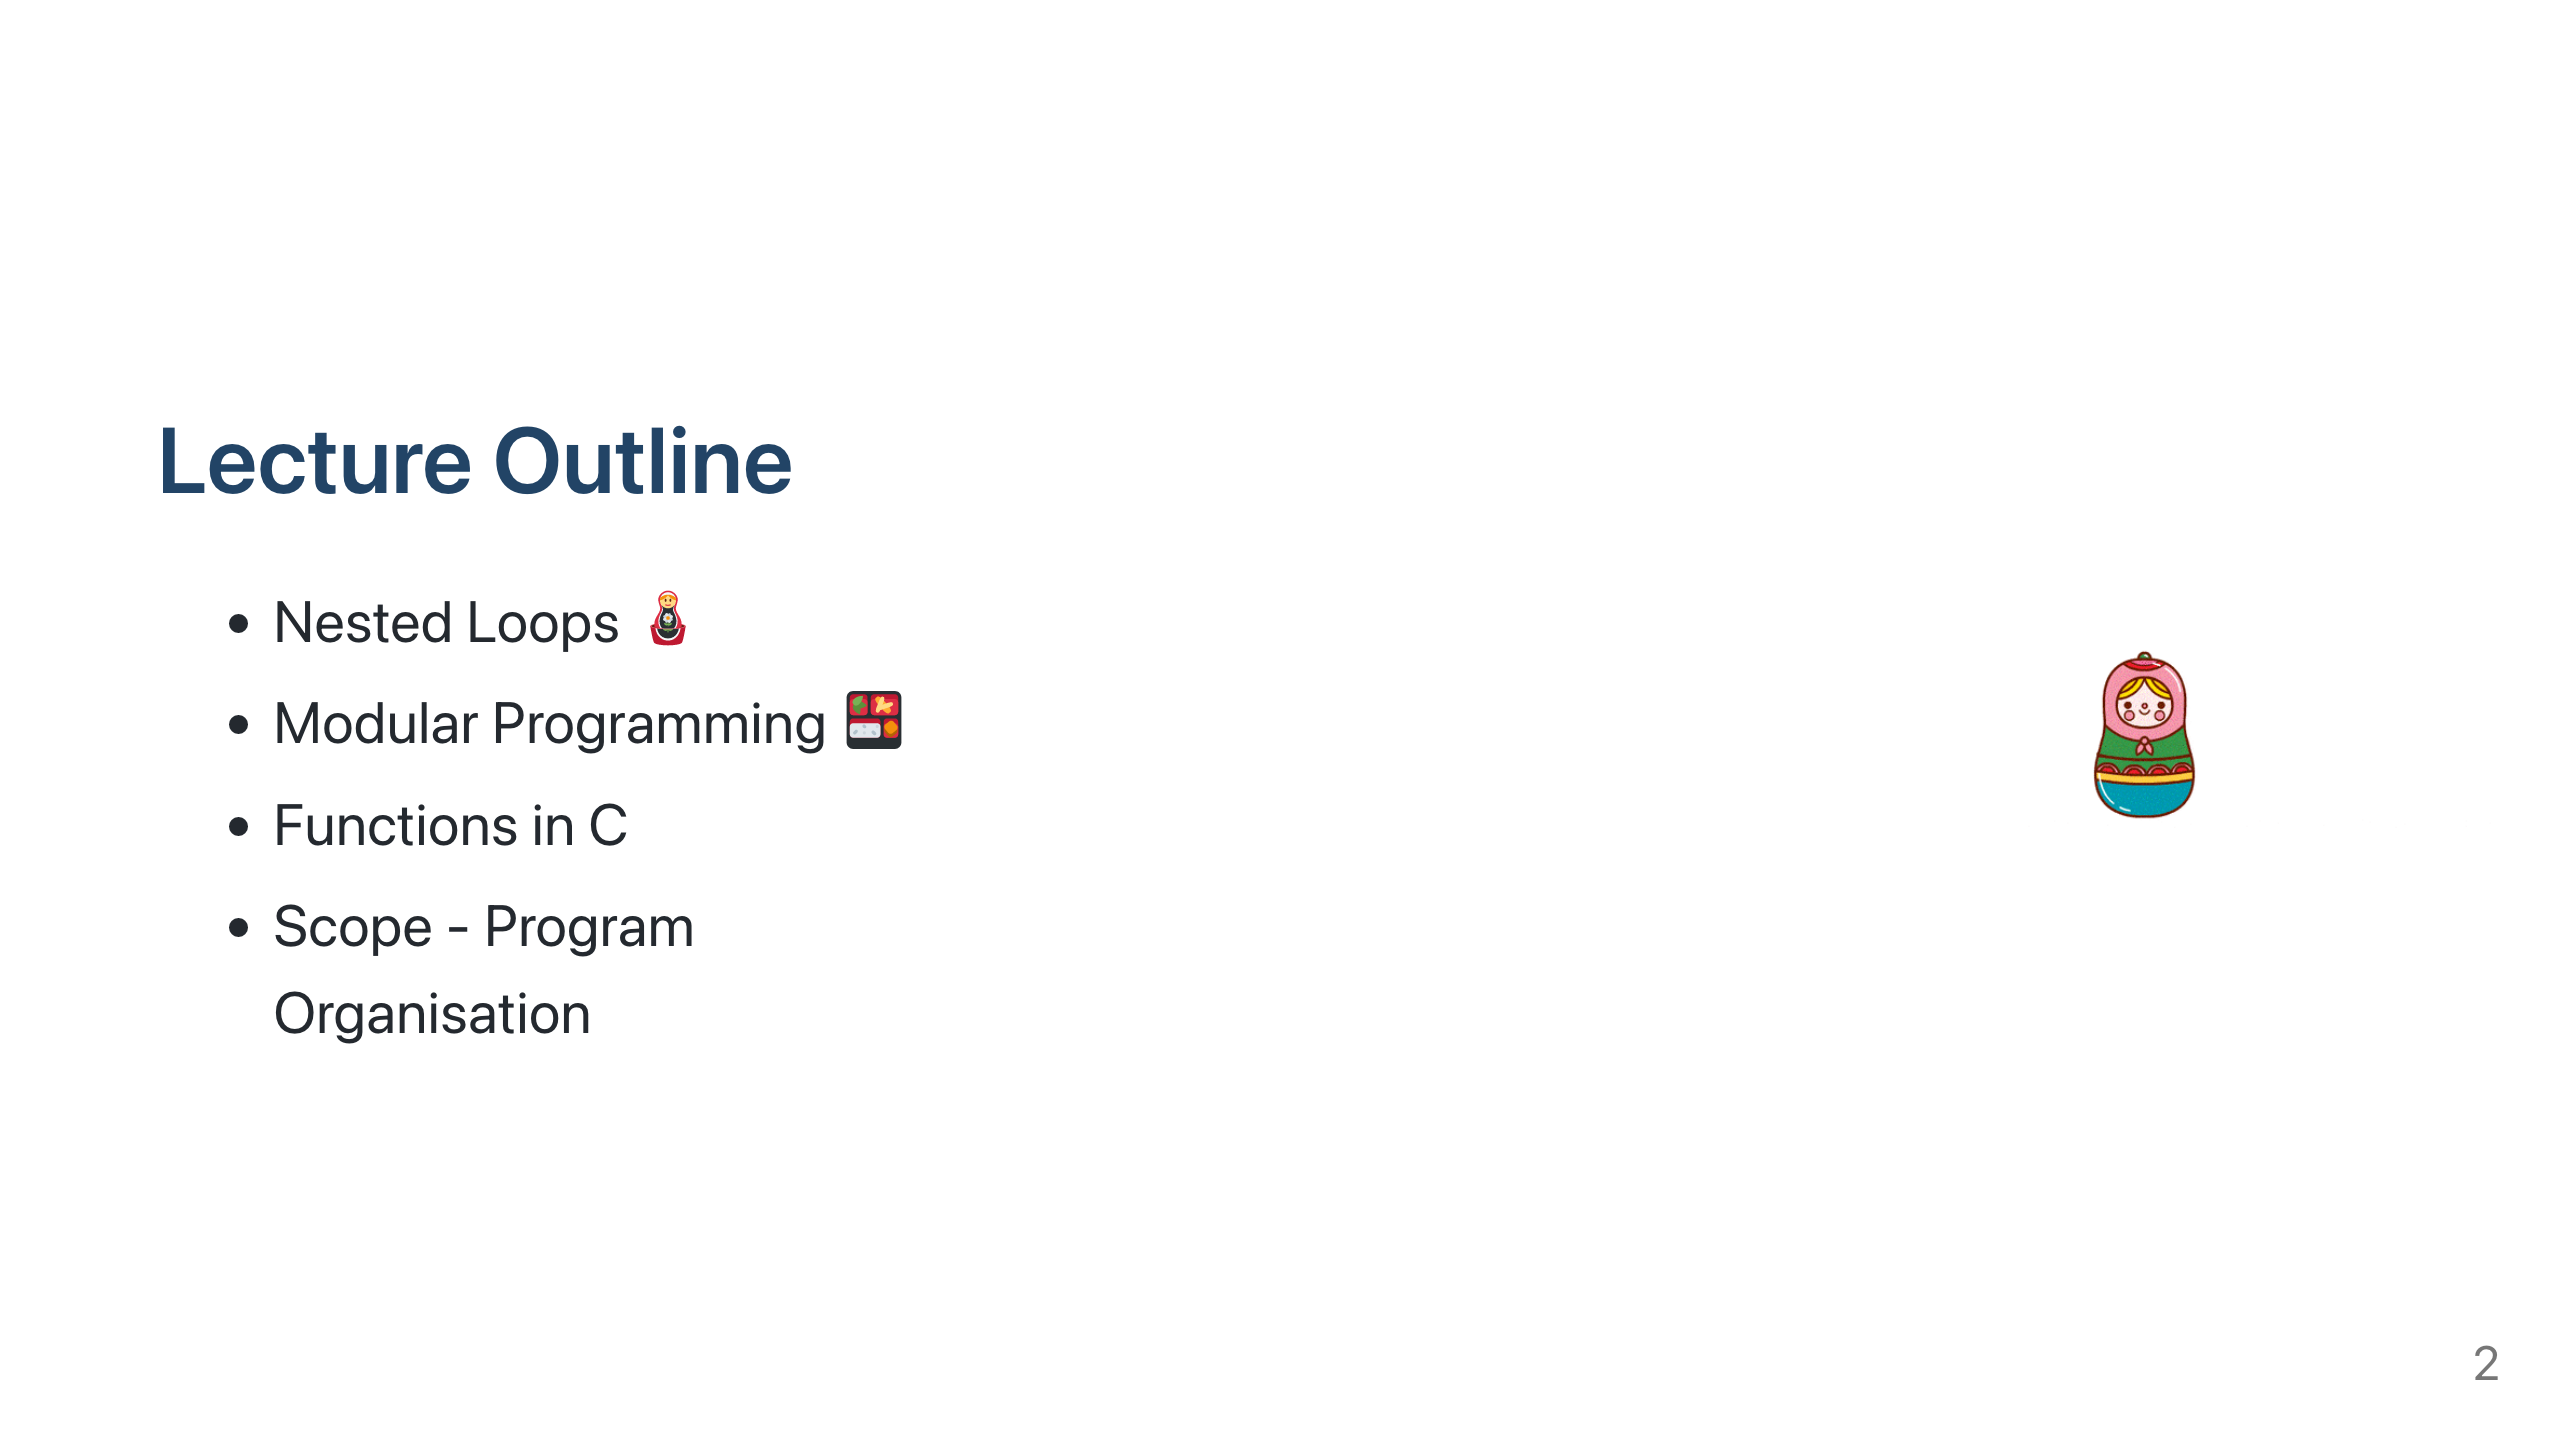 Lecture Outline
• Nested Loops 🪆
• Modular Programming 🍱
• Functions in C
• Scope - Program
Organisation
2